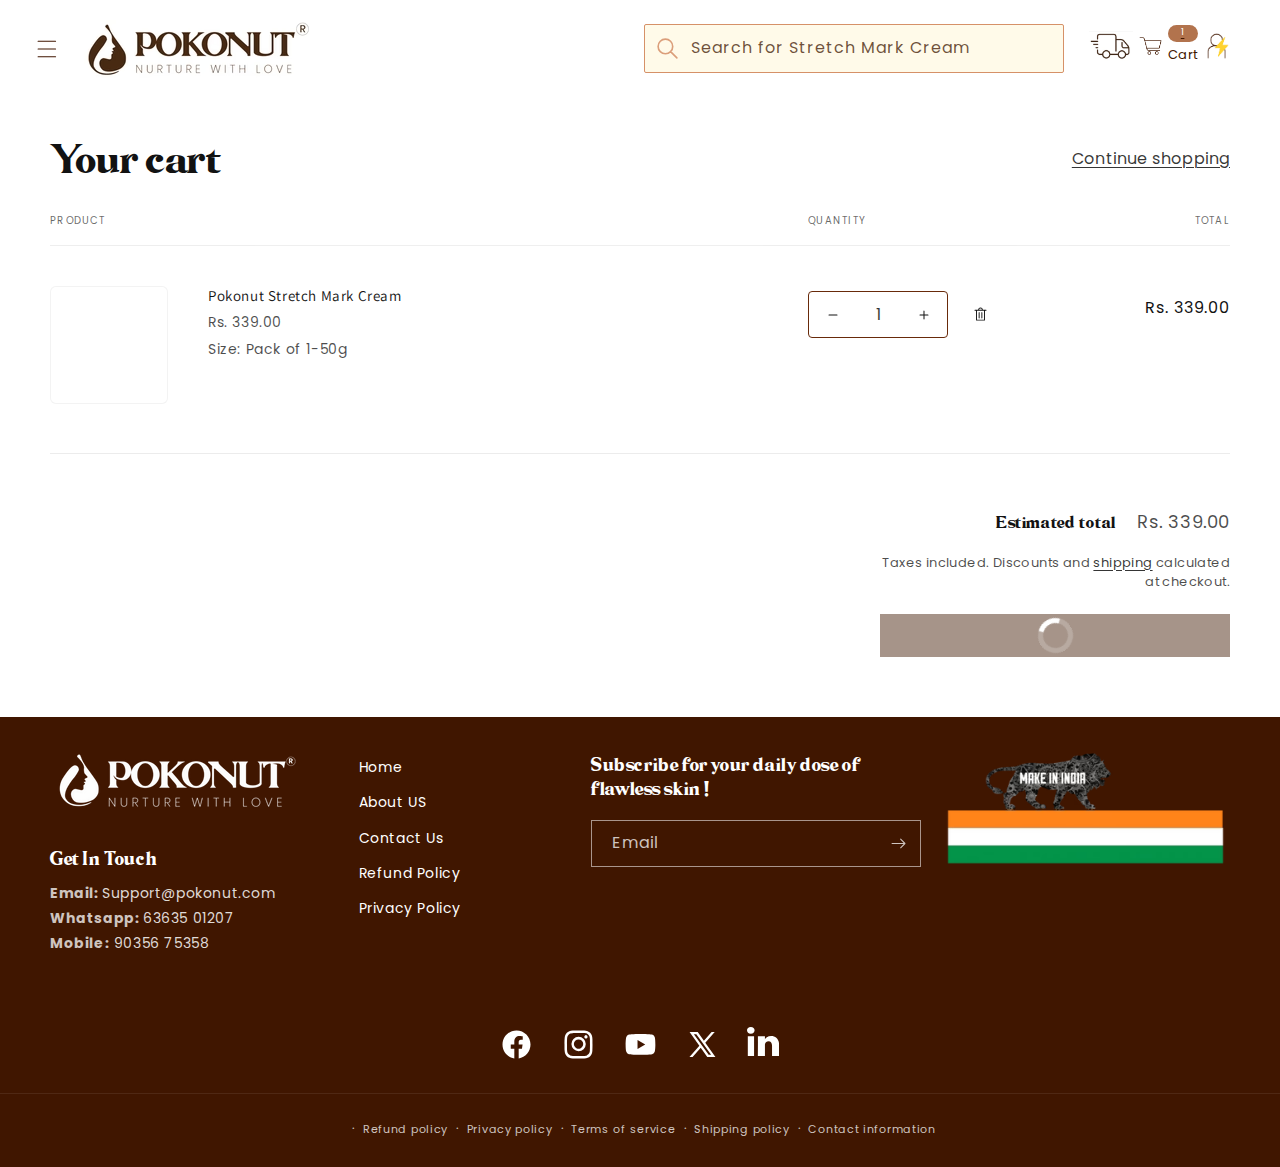 POKONUT®
NURTURE WITH LOVE
Search for Stretch Mark Cream
1
Cart
Your cart
Continue shopping
PRODUCT
QUANTITY
TOTAL
Pokonut Stretch Mark Cream
Rs. 339.00
Size: Pack of 1-50g
1
Rs. 339.00
Estimated total Rs. 339.00
Taxes included. Discounts and shipping calculated
at checkout.
POKONUT®
NURTURE WITH LOVE
Get In Touch
Email: Support@pokonut.com
Whatsapp: 63635 01207
Mobile: 90356 75358
Home
About US
Contact Us
Refund Policy
Privacy Policy
Subscribe for your daily dose of
flawless skin !
Email
MAKE IN INDIA
· Refund policy · Privacy policy · Terms of service · Shipping policy · Contact information